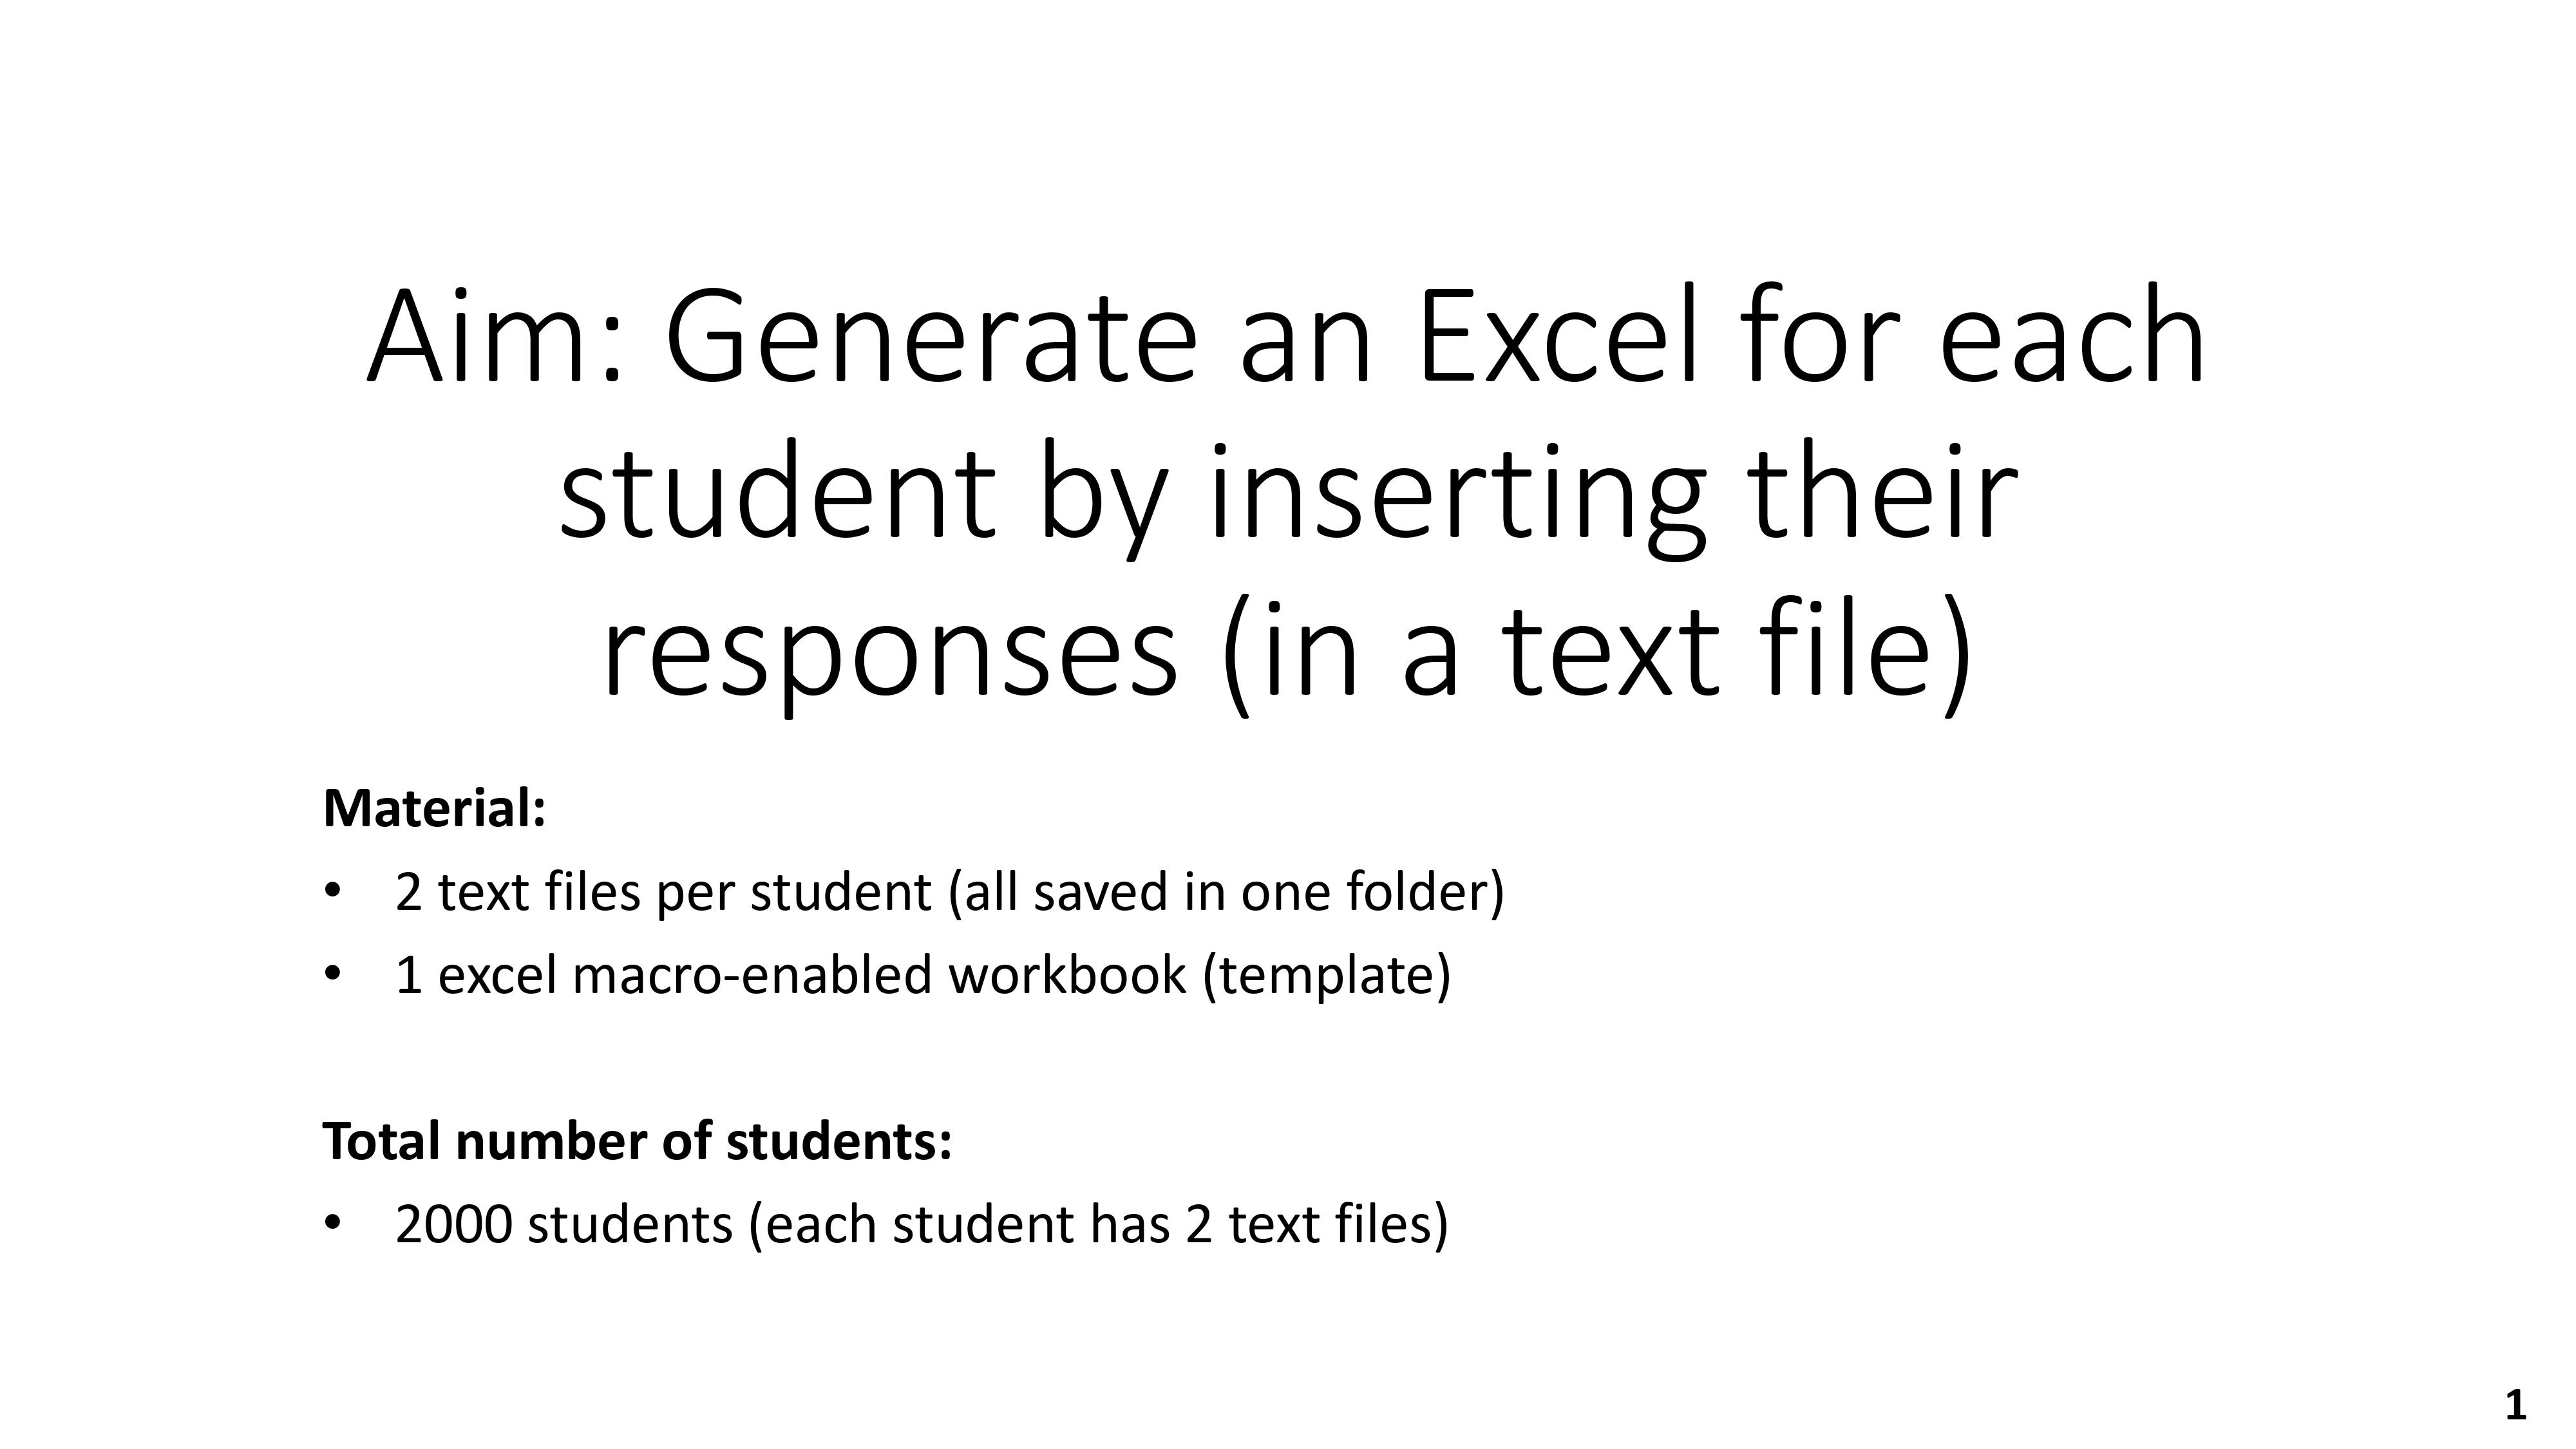 Aim: Generate an Excel for each
student by inserting their
responses (in a text file)
Material:
• 2 text files per student (all saved in one folder)
• 1 excel macro-enabled workbook (template)
Total number of students:
• 2000 students (each student has 2 text files)
1